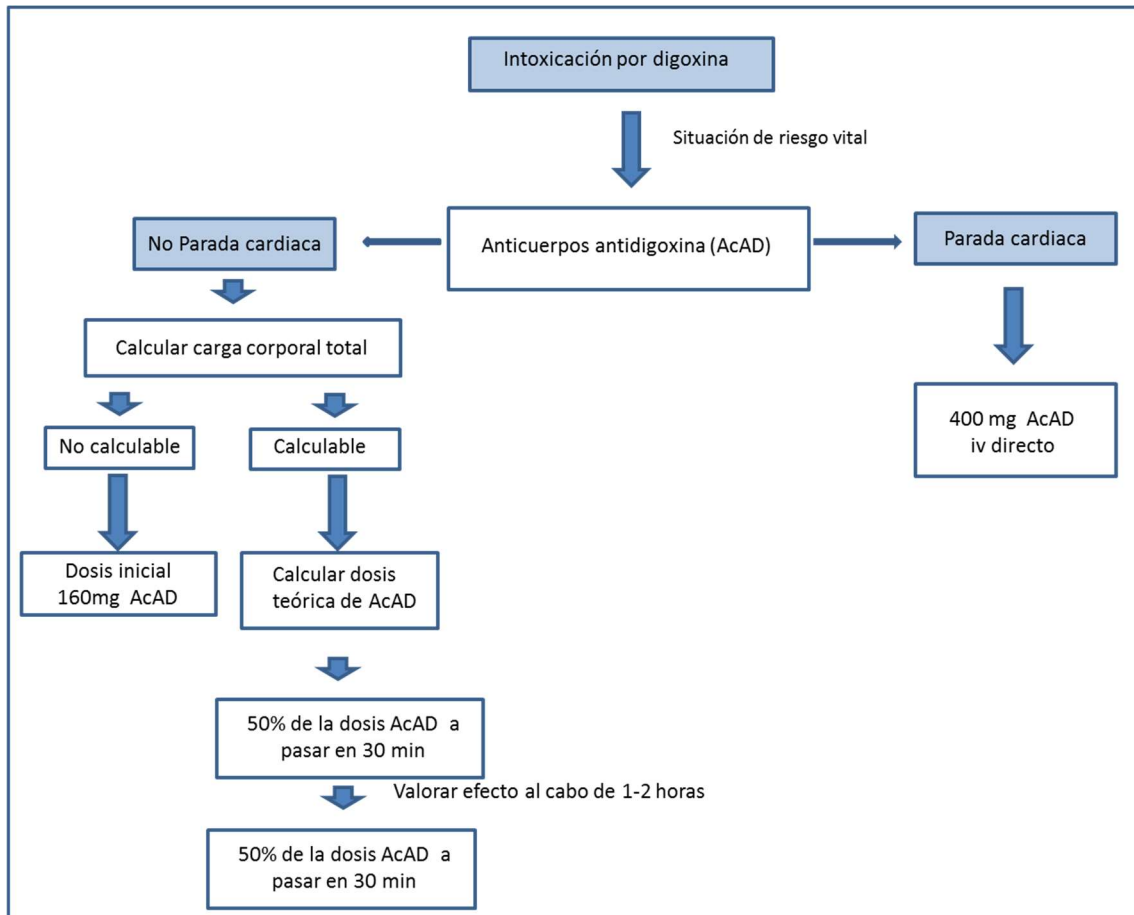 Intoxicación por digoxina
Situación de riesgo vital
No Parada cardiaca
Anticuerpos antidigoxina (AcAD)
Parada cardiaca
Calcular carga corporal total
400 mg AcAD
iv directo
No calculable
Calculable
Dosis inicial
160mg AcAD
Calcular dosis
teórica de AcAD
50% de la dosis AcAD a
pasar en 30 min
Valorar efecto al cabo de 1-2 horas
50% de la dosis AcAD a
pasar en 30 min